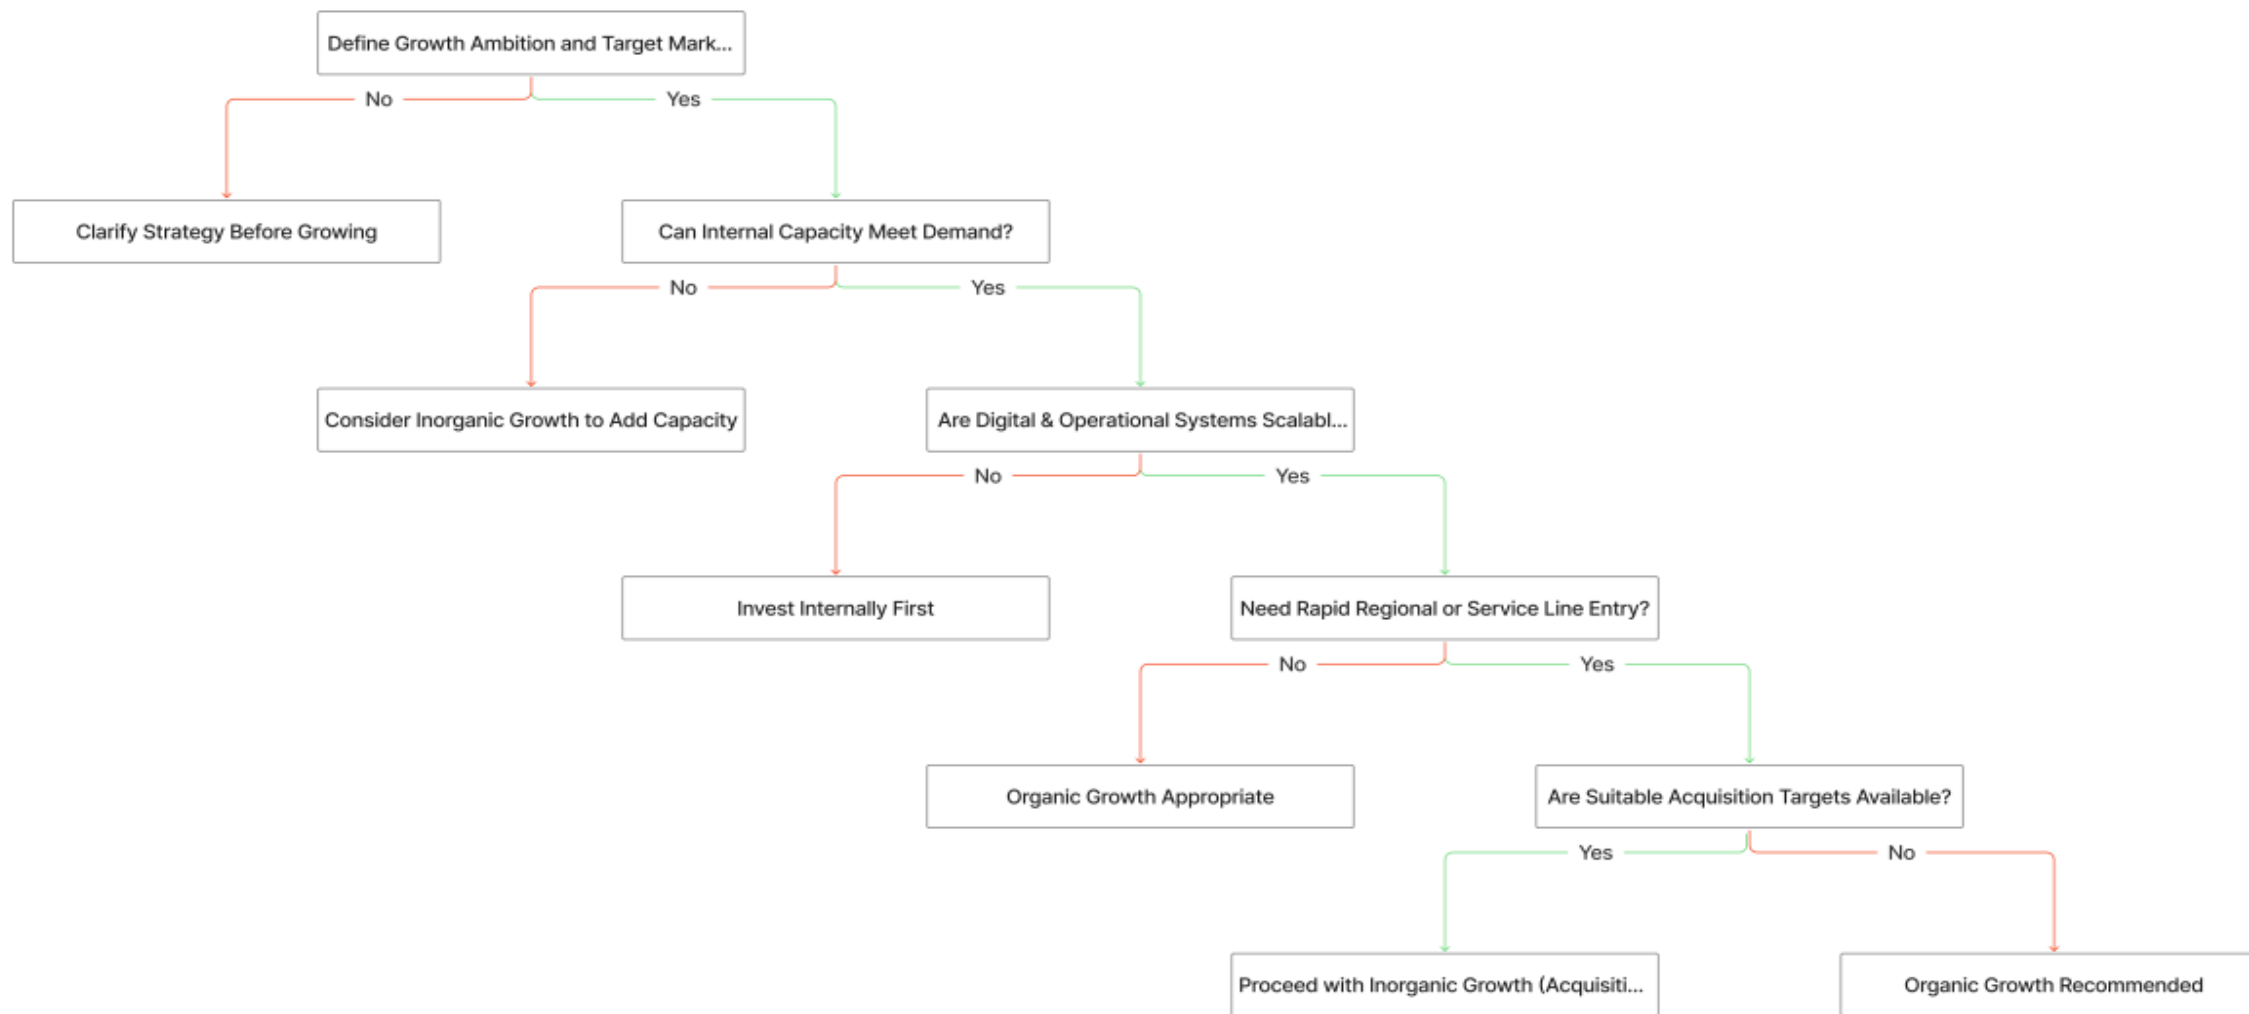 Define Growth Ambition and Target Mark...
No
Yes
Clarify Strategy Before Growing
Can Internal Capacity Meet Demand?
No
Yes
Consider Inorganic Growth to Add Capacity
Are Digital & Operational Systems Scalabl...
No
Yes
Invest Internally First
Need Rapid Regional or Service Line Entry?
No
Yes
Organic Growth Appropriate
Are Suitable Acquisition Targets Available?
Yes
No
Proceed with Inorganic Growth (Acquisiti...
Organic Growth Recommended